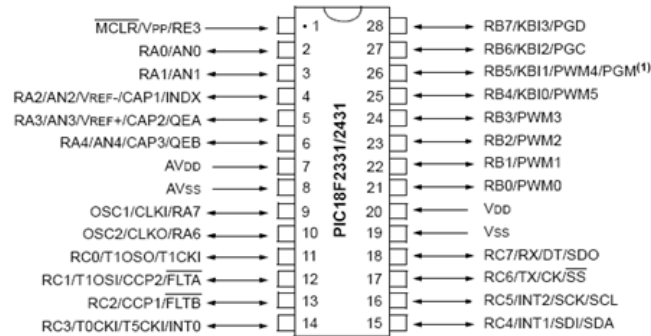 MCLR/VPP/RE3 • 1 28 RB7/KBI3/PGD
RA0/AN0 2 27 RB6/KBI2/PGC
RA1/AN1 3 26 RB5/KBI1/PWM4/PGM(1)
RA2/AN2/VREF-/CAP1/INDX 4 25 RB4/KBI0/PWM5
RA3/AN3/VREF+/CAP2/QEA 5 24 RB3/PWM3
RA4/AN4/CAP3/QEB 6 23 RB2/PWM2
AVDD 7 22 RB1/PWM1
AVSS 8 21 RB0/PWM0
OSC1/CLKI/RA7 9 20 VDD
OSC2/CLKO/RA6 10 19 VSS
RC0/T1OSO/T1CKI 11 18 RC7/RX/DT/SDO
RC1/T1OSI/CCP2/FLTA 12 17 RC6/TX/CK/SS
RC2/CCP1/FLTB 13 16 RC5/INT2/SCK/SCL
RC3/T0CKI/T5CKI/INT0 14 15 RC4/INT1/SDI/SDA
PIC18F2331/2431